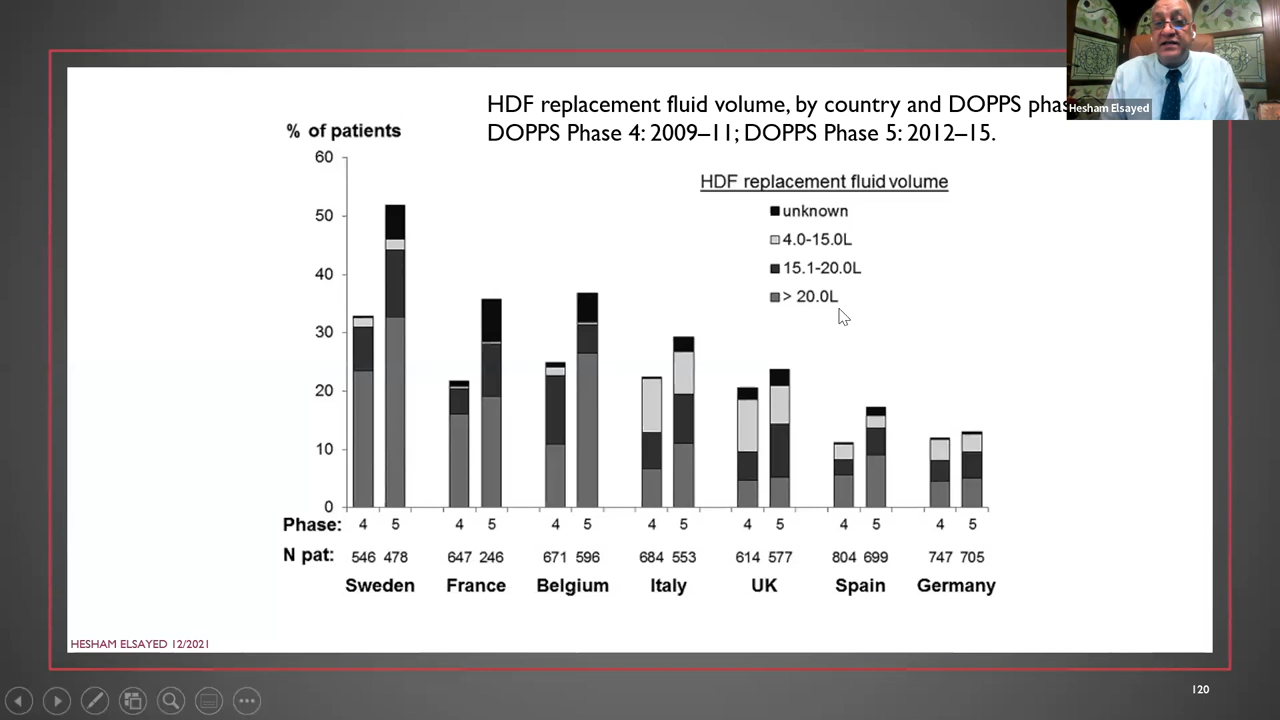 HDF replacement fluid volume, by country and DOPPS
DOPPS Phase 4: 2009–11; DOPPS Phase 5: 2012–15.
Hesham Elsayed
% of patients
HDF replacement fluid volume
unknown
4.0-15.0L
15.1-20.0L
> 20.0L
60
50
40
30
20
10
0
Phase: 4 5 4 5 4 5 4 5 4 5 4 5 4 5
N pat: 546 478 647 246 671 596 684 553 614 577 804 699 747 705
Sweden France Belgium Italy UK Spain Germany
HESHAM ELSAYED 12/2021
120